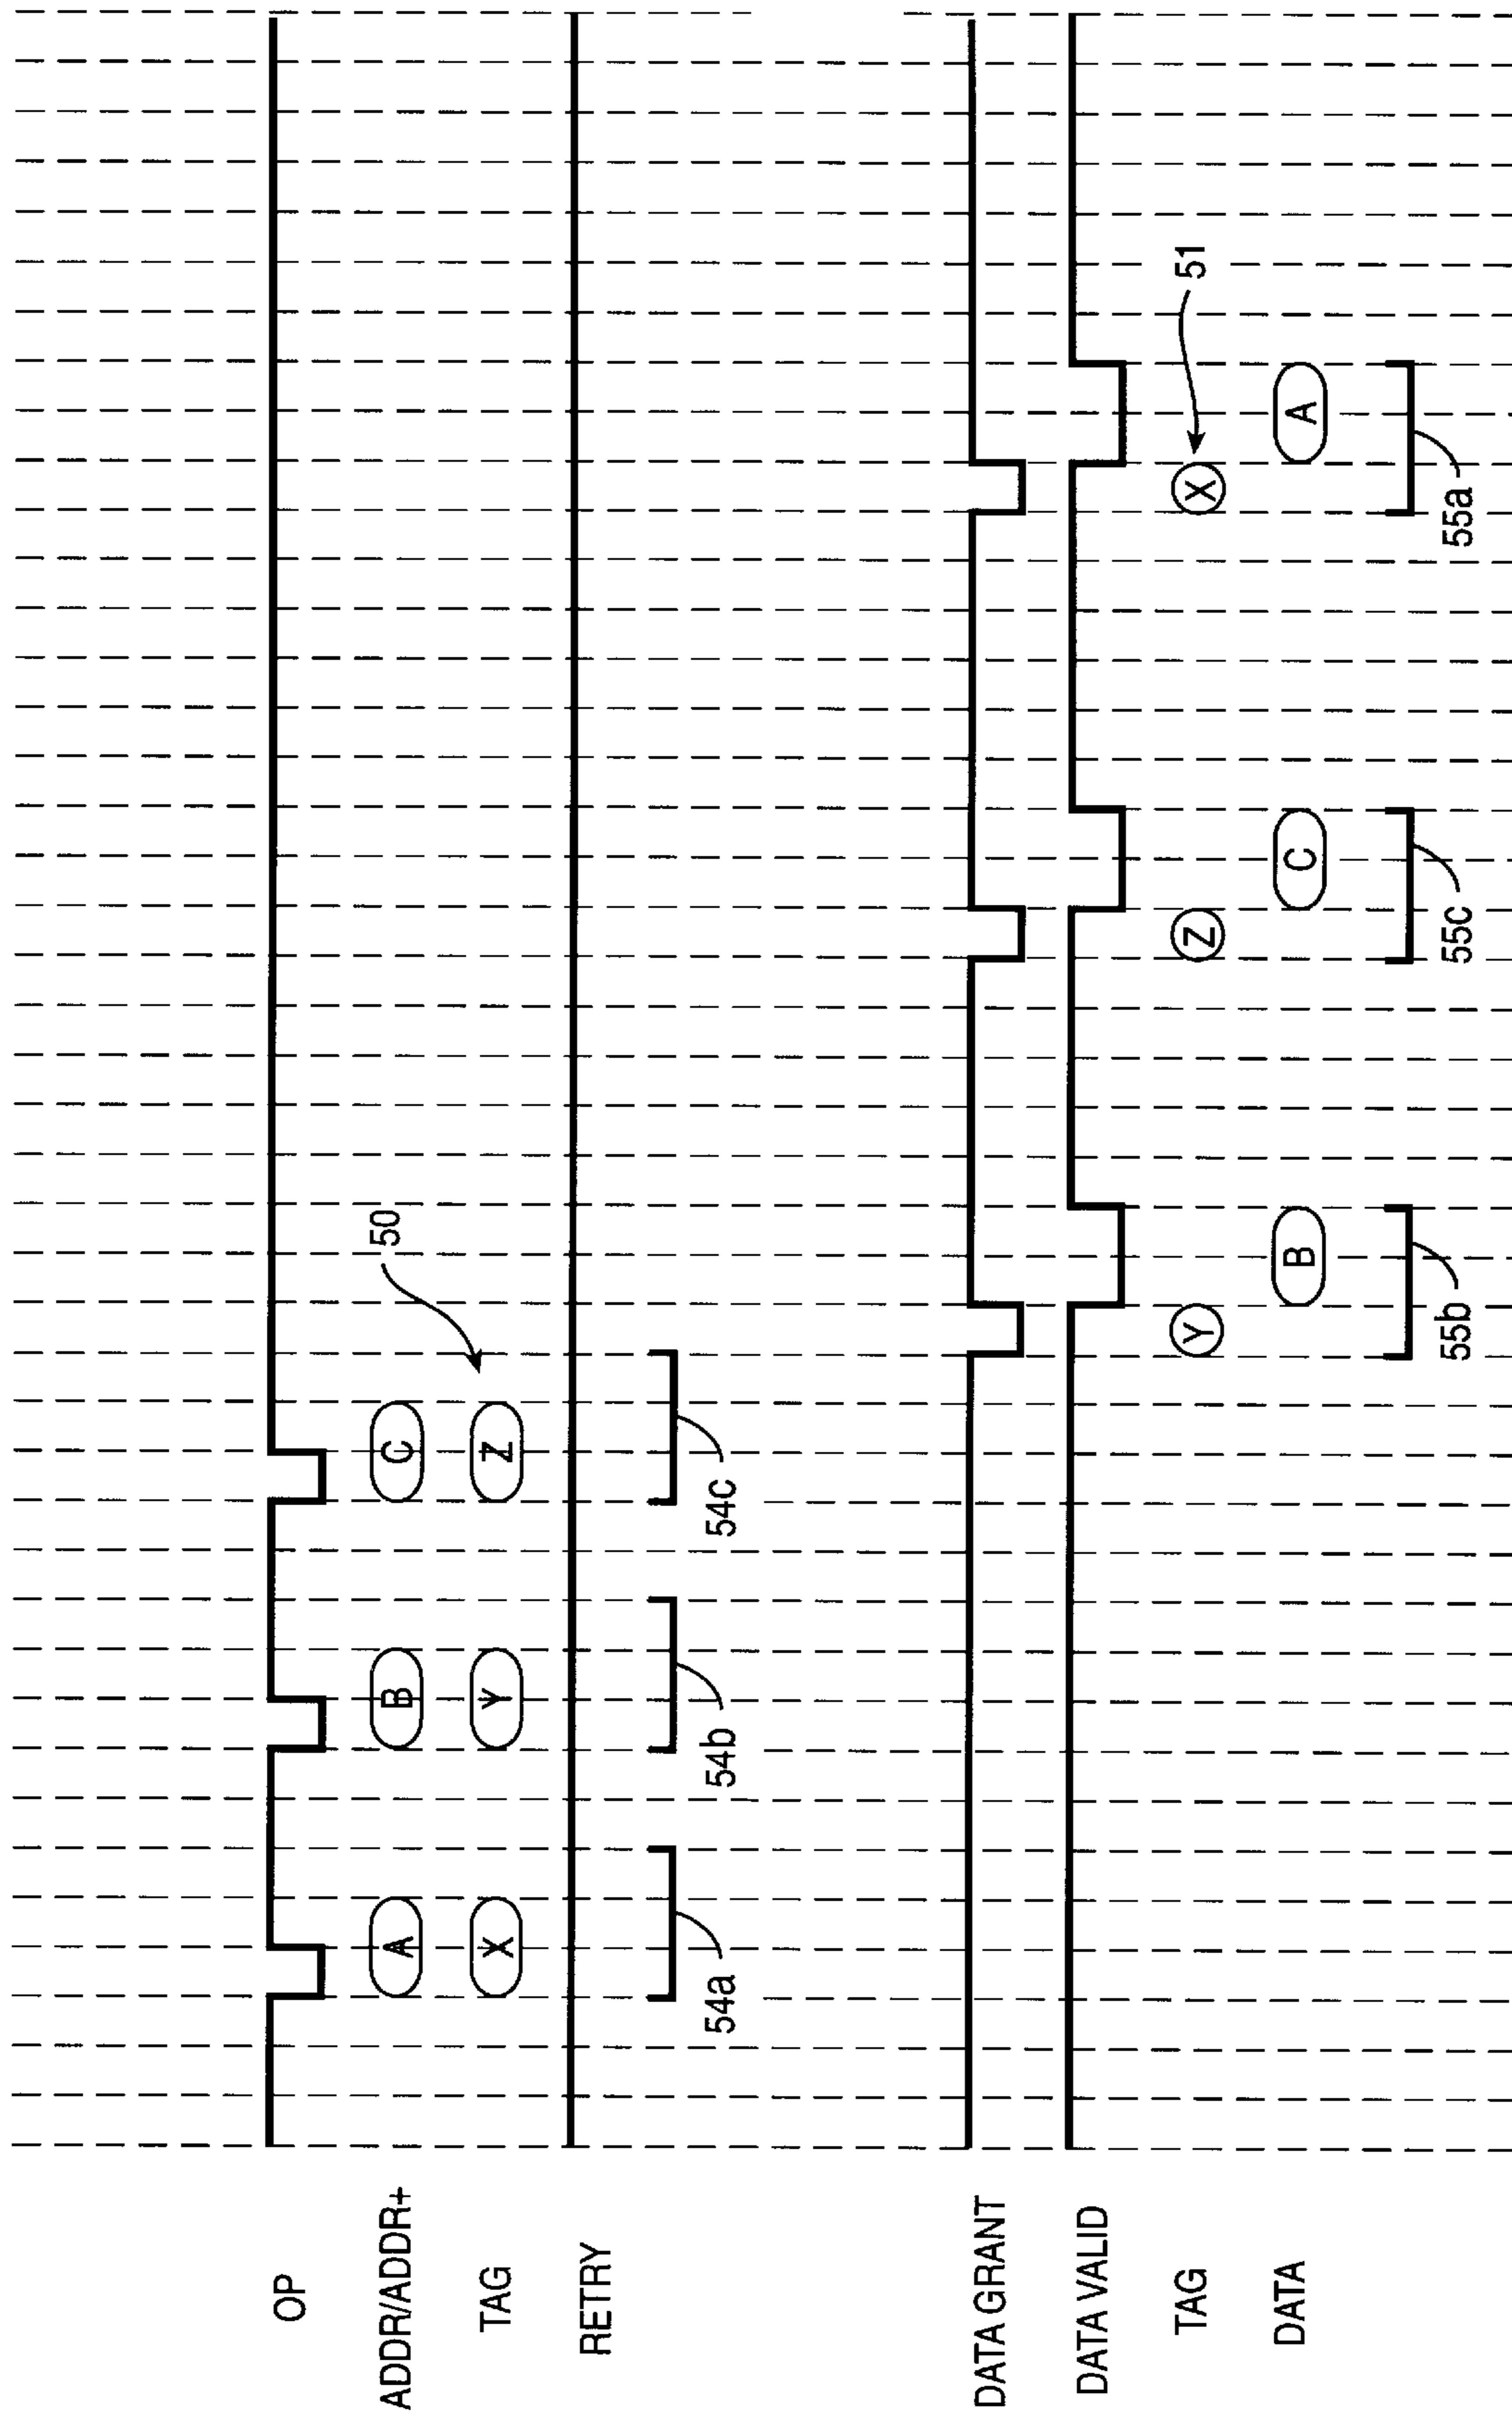 OP
ADDR/ADDR+
A
B
C
50
TAG
X
Y
Z
RETRY
54a
54b
54c
DATA GRANT
DATA VALID
TAG
Y
Z
X
51
DATA
B
C
A
55b
55c
55a